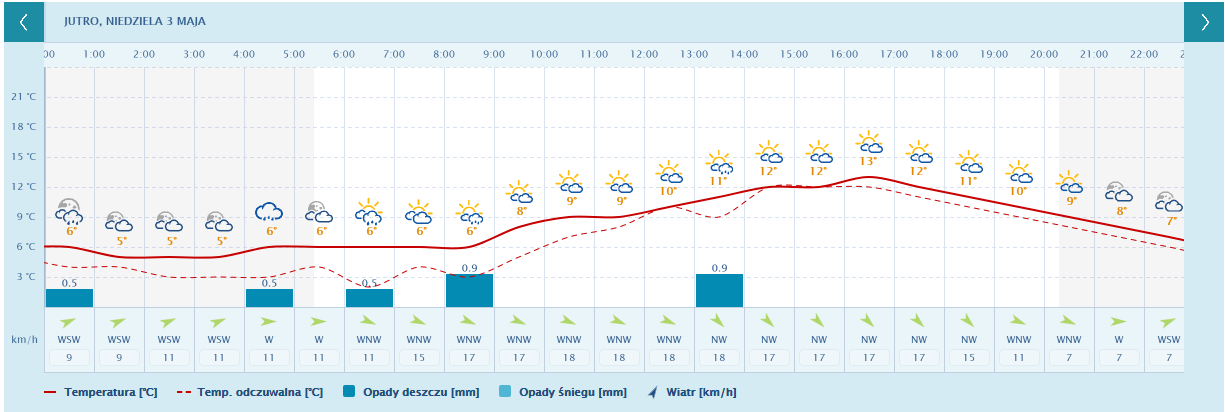 JUTRO, NIEDZIELA 3 MAJA
00 1:00 2:00 3:00 4:00 5:00 6:00 7:00 8:00 9:00 10:00 11:00 12:00 13:00 14:00 15:00 16:00 17:00 18:00 19:00 20:00 21:00 22:00 2
21 °C
18 °C
15 °C
12 °C
9 °C
6 °C
3 °C
6° 5° 5° 5° 6° 6° 6° 6° 6° 8° 9° 9° 10° 11° 12° 12° 13° 12° 11° 10° 9° 8° 7°
0.5 0.5 0.5 0.9 0.9
km/h WSW WSW WSW WSW W W WNW WNW WNW WNW WNW WNW WNW NW NW NW NW NW NW WNW WNW W WSW
9 9 11 11 11 11 11 15 17 17 18 18 18 18 17 17 17 17 15 11 7 7 7
Temperatura [°C] Temp. odczuwalna [°C] Opady deszczu [mm] Opady śniegu [mm] Wiatr [km/h]